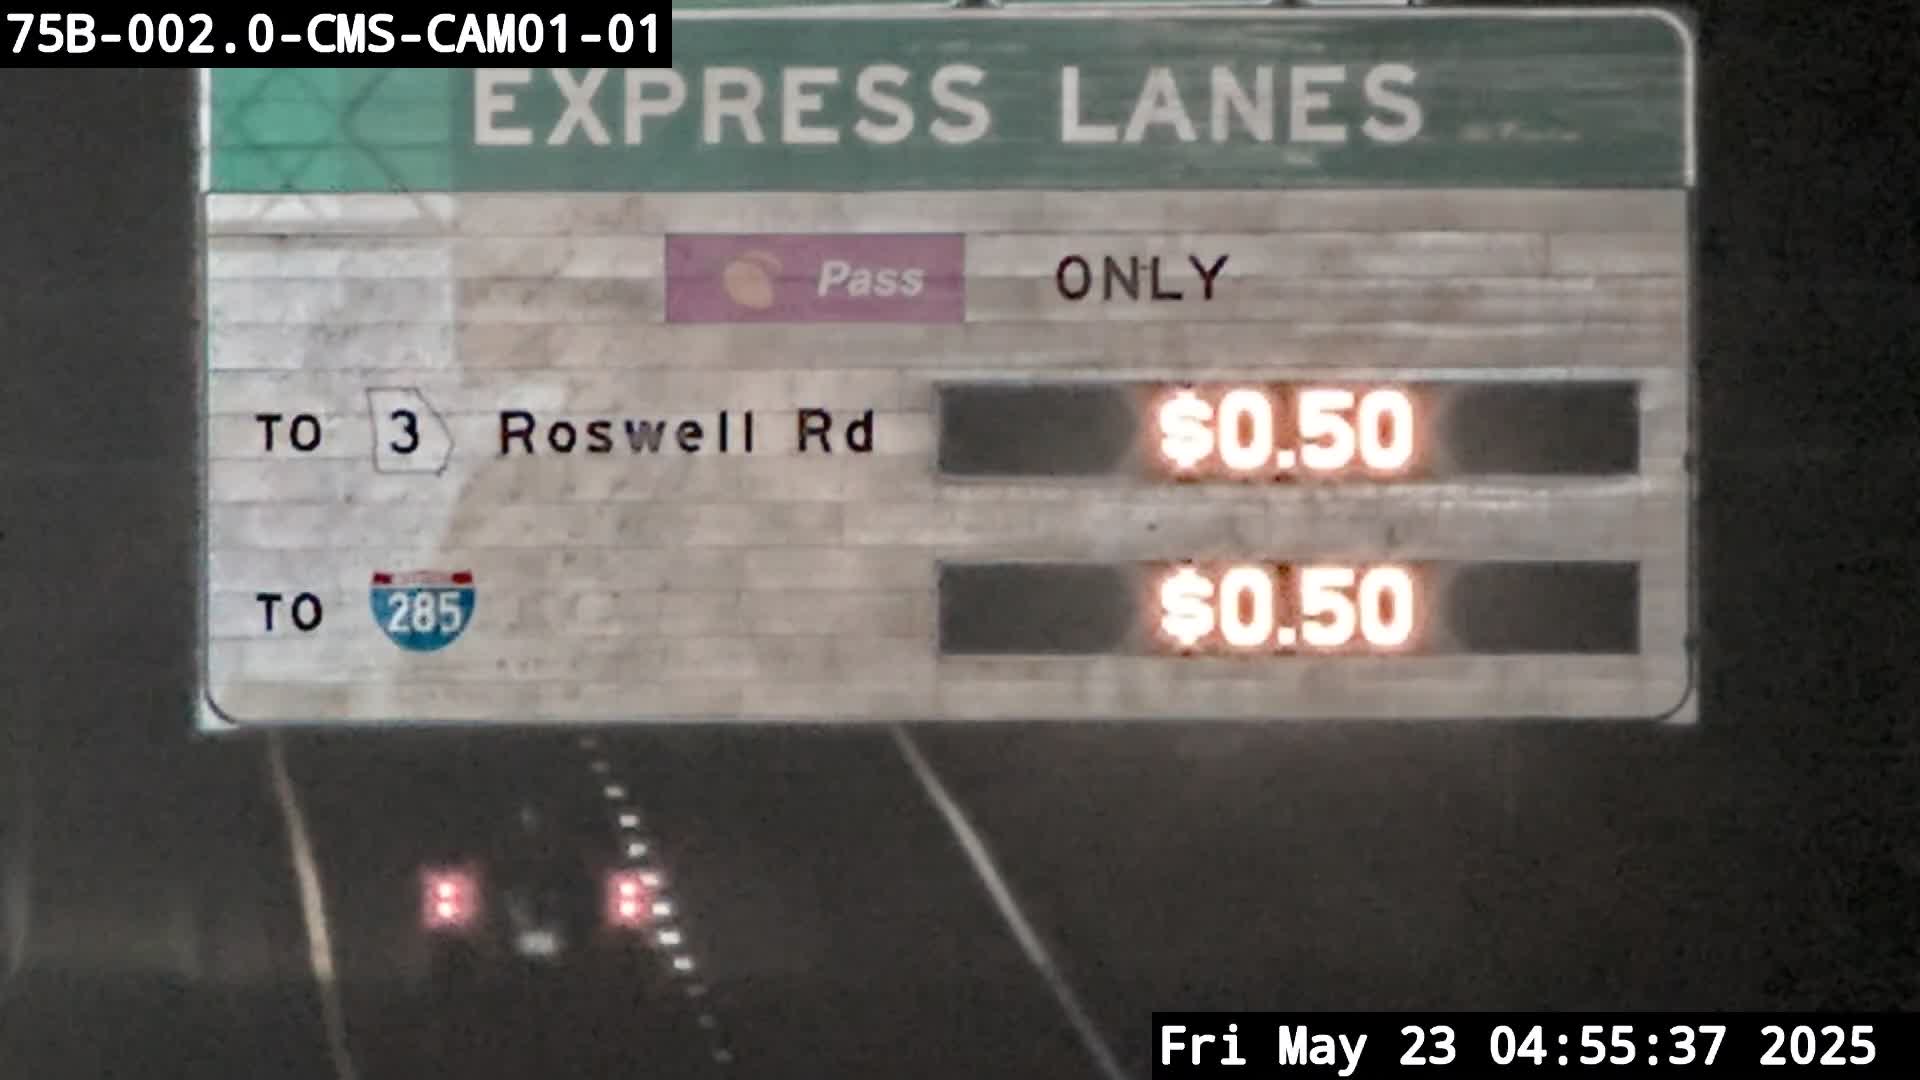 75B-002.0-CMS-CAM01-01
EXPRESS LANES
Pass ONLY
TO 3 Roswell Rd $0.50
TO 285 $0.50
Fri May 23 04:55:37 2025